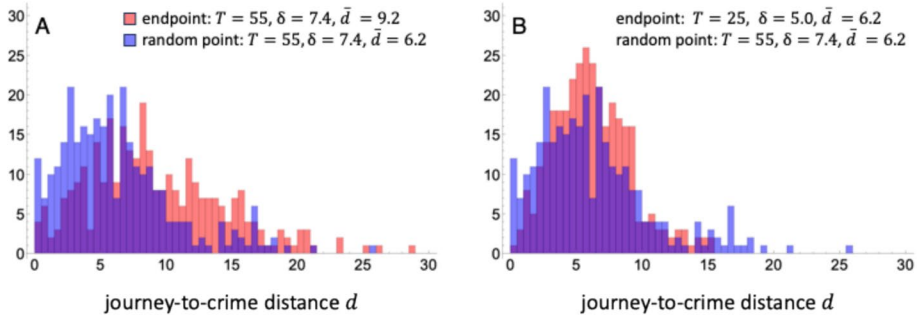 A
endpoint: T = 55, δ = 7.4, d̄ = 9.2
random point: T = 55, δ = 7.4, d̄ = 6.2
30
25
20
15
10
5
0
0 5 10 15 20 25 30
journey-to-crime distance d
B
endpoint: T = 25, δ = 5.0, d̄ = 6.2
random point: T = 55, δ = 7.4, d̄ = 6.2
30
25
20
15
10
5
0
0 5 10 15 20 25 30
journey-to-crime distance d